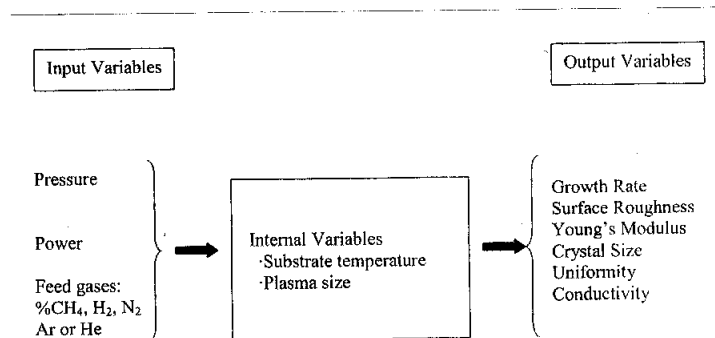 Input Variables
Output Variables
Pressure
Power
Feed gases:
%CH₄, H₂, N₂
Ar or He
Internal Variables
·Substrate temperature
·Plasma size
Growth Rate
Surface Roughness
Young's Modulus
Crystal Size
Uniformity
Conductivity